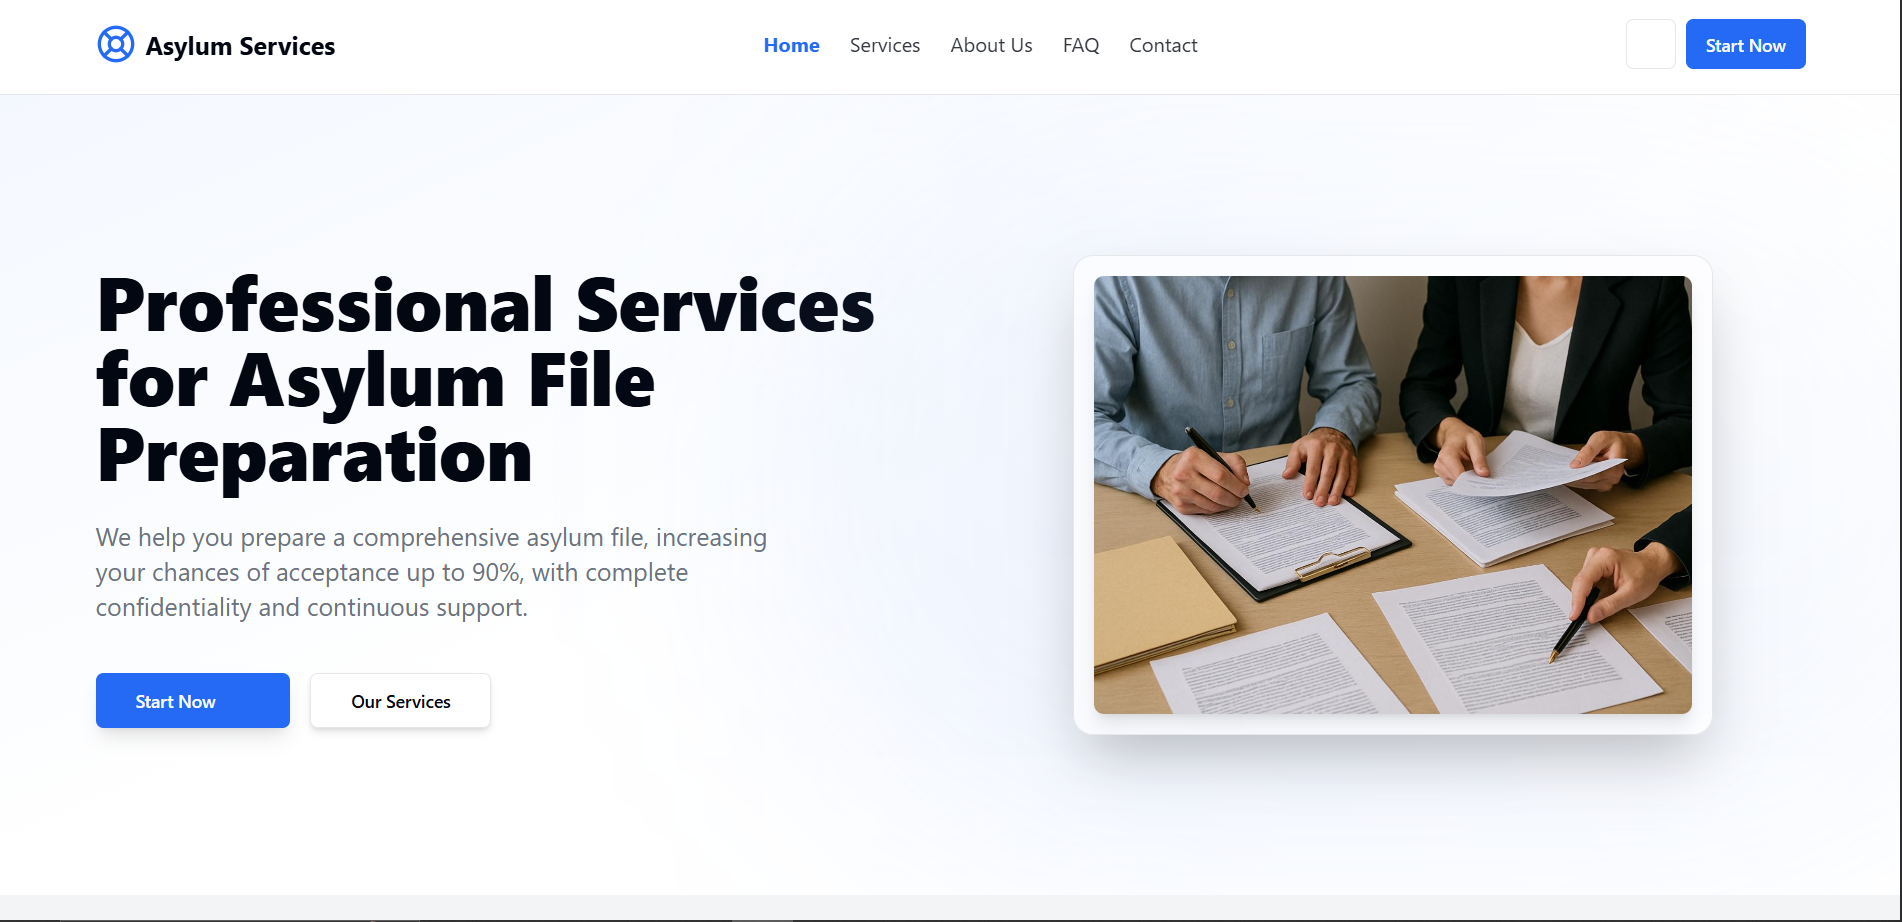 Asylum Services
Home
Services
About Us
FAQ
Contact
Start Now
Professional Services
for Asylum File
Preparation
We help you prepare a comprehensive asylum file, increasing
your chances of acceptance up to 90%, with complete
confidentiality and continuous support.
Start Now
Our Services